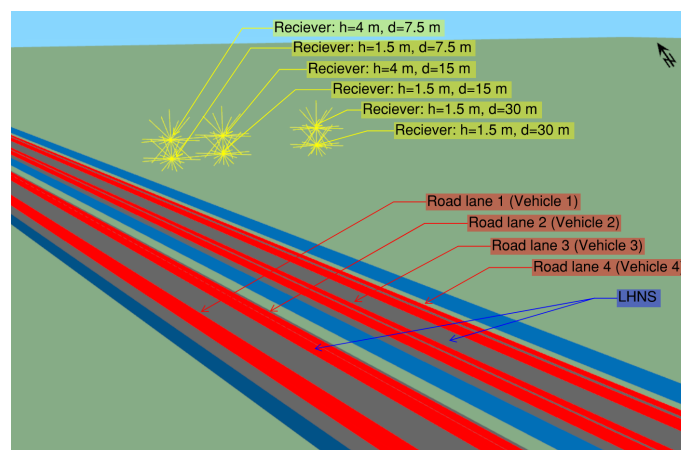 Reciever: h=4 m, d=7.5 m
Reciever: h=1.5 m, d=7.5 m
Reciever: h=4 m, d=15 m
Reciever: h=1.5 m, d=15 m
Reciever: h=1.5 m, d=30 m
Reciever: h=1.5 m, d=30 m
N
Road lane 1 (Vehicle 1)
Road lane 2 (Vehicle 2)
Road lane 3 (Vehicle 3)
Road lane 4 (Vehicle 4
LHNS